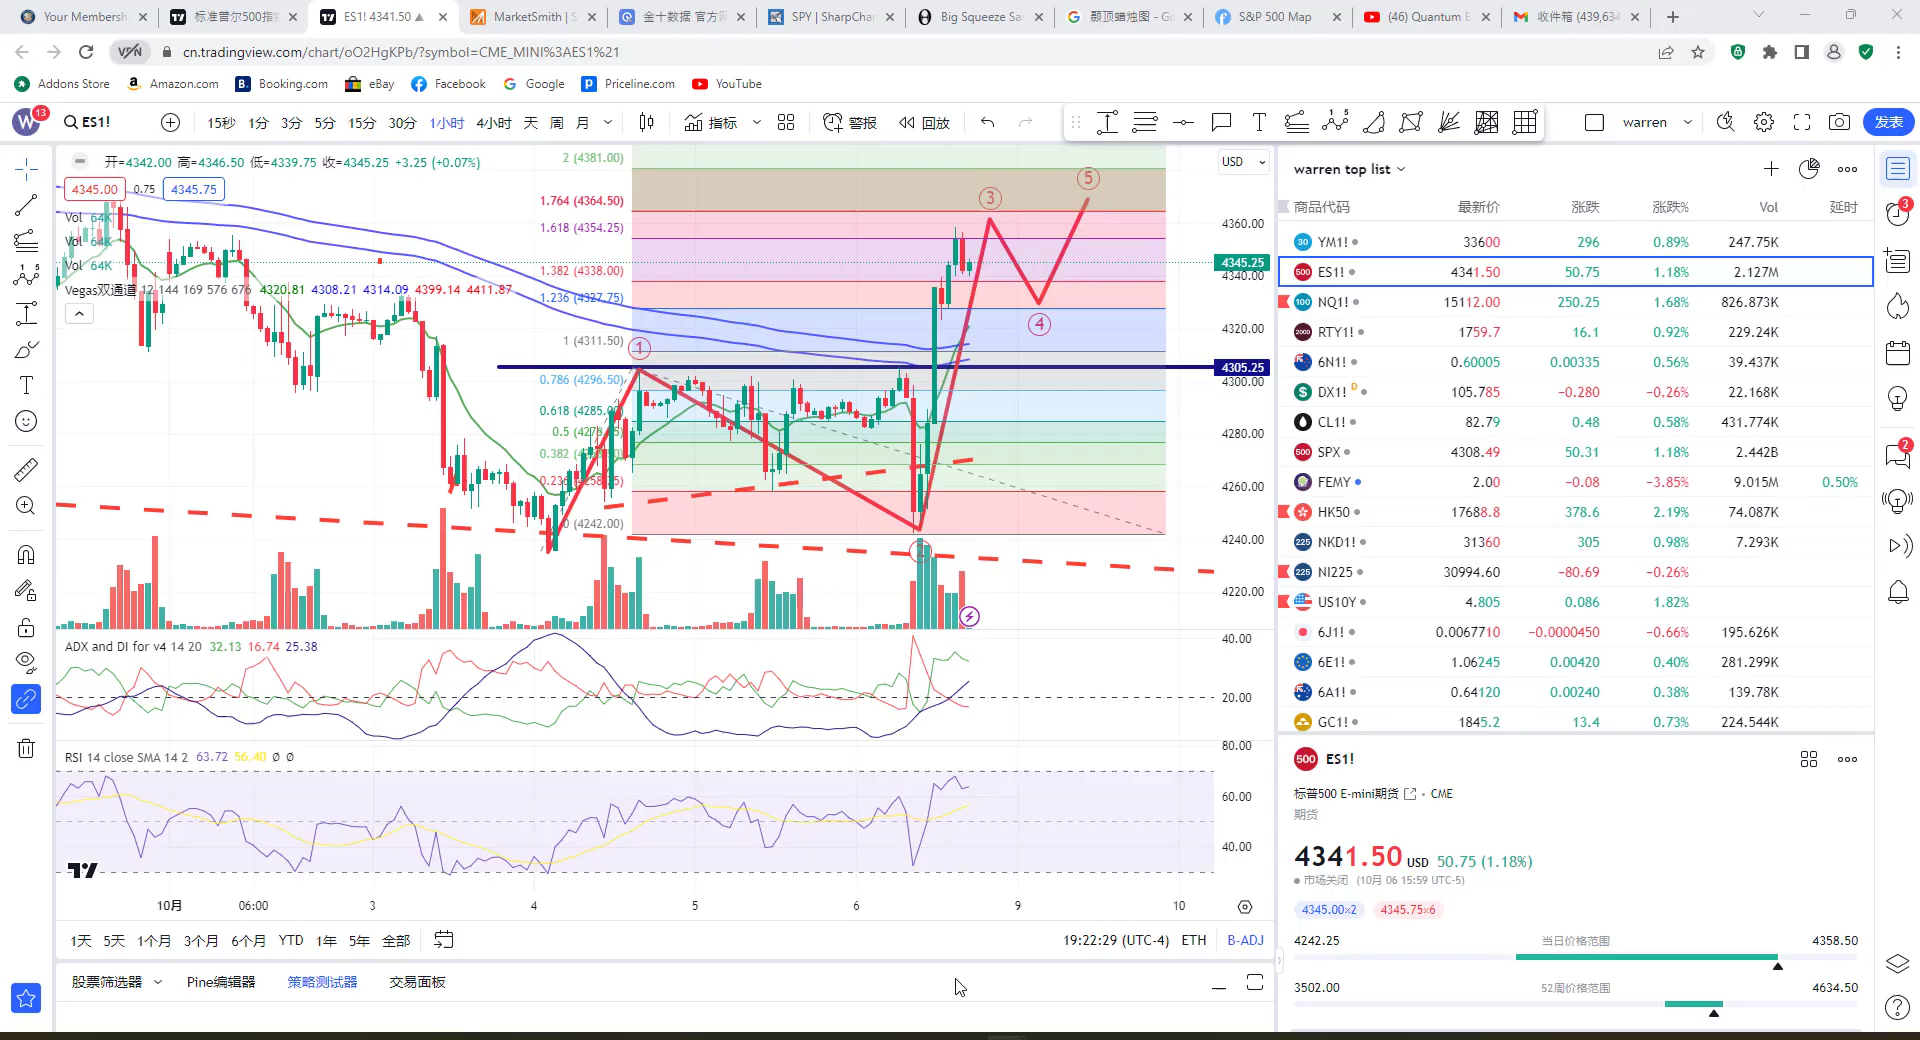 Your Membersh
标准普尔500指
ES1! 4341.50
MarketSmith | S
金十数据 官方网
SPY | SharpChar
Big Squeeze Sa
颧顶蜡烛图 - Go
S&P 500 Map
(46) Quantum E
收件箱 (439,634
cn.tradingview.com/chart/oO2HgKPb/?symbol=CME_MINI%3AES1%21
VPN
Addons Store
Amazon.com
Booking.com
eBay
Facebook
Google
Priceline.com
YouTube
W 13
ES1!
15秒 1分 3分 5分 15分 30分 1小时 4小时 天 周 月
指标
警报
回放
warren
发表
开=4342.00 高=4346.50 低=4339.75 收=4345.25 +3.25 (+0.07%)
4345.00 0.75 4345.75
Vol 64K
Vol 64K
Vol 64K
Vegas双通道 12 144 169 576 676 4320.81 4308.21 4314.09 4399.14 4411.87
2 (4381.00)
1.764 (4364.50)
1.618 (4354.25)
1.382 (4338.00)
1.236 (4327.75)
1 (4311.50)
0.786 (4296.50)
0.618 (4285.00)
0 (4242.00)
1
2
3
4
5
USD
4360.00
4345.25
4340.00
4320.00
4305.25
4300.00
4280.00
4260.00
4240.00
4220.00
ADX and DI for v4 14 20 32.13 16.74 25.38
40.00
20.00
RSI 14 close SMA 14 2 63.72 56.40 ∅ ∅
80.00
60.00
40.00
10月 06:00 3 4 5 6 9 10
1天 5天 1个月 3个月 6个月 YTD 1年 5年 全部
19:22:29 (UTC-4) ETH B-ADJ
股票筛选器 Pine编辑器 策略测试器 交易面板
warren top list
商品代码 最新价 涨跌 涨跌% Vol 延时
YM1! 33600 296 0.89% 247.75K
ES1! 4341.50 50.75 1.18% 2.127M
NQ1! 15112.00 250.25 1.68% 826.873K
RTY1! 1759.7 16.1 0.92% 229.24K
6N1! 0.60005 0.00335 0.56% 39.437K
DX1! D 105.785 −0.280 −0.26% 22.168K
CL1! 82.79 0.48 0.58% 431.774K
SPX 4308.49 50.31 1.18% 2.442B
FEMY 2.00 −0.08 −3.85% 9.015M 0.50%
HK50 17688.8 378.6 2.19% 74.087K
NKD1! 31360 305 0.98% 7.293K
NI225 30994.60 −80.69 −0.26%
US10Y 4.805 0.086 1.82%
6J1! 0.0067710 −0.0000450 −0.66% 195.626K
6E1! 1.06245 0.00420 0.40% 281.299K
6A1! 0.64120 0.00240 0.38% 139.78K
GC1! 1845.2 13.4 0.73% 224.544K
500 ES1!
标普500 E-mini期货 • CME
期货
4341.50 USD 50.75 (1.18%)
市场关闭 (10月 06 15:59 UTC-5)
4345.00×2 4345.75×6
4242.25 当日价格范围 4358.50
3502.00 52周价格范围 4634.50
3
2